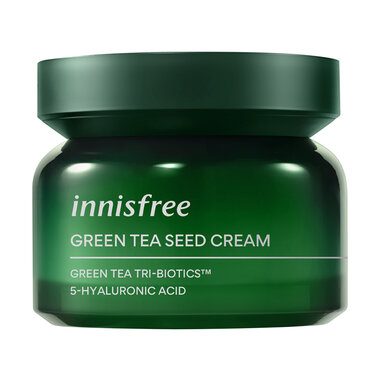 innisfree
GREEN TEA SEED CREAM
GREEN TEA TRI-BIOTICS™
5-HYALURONIC ACID